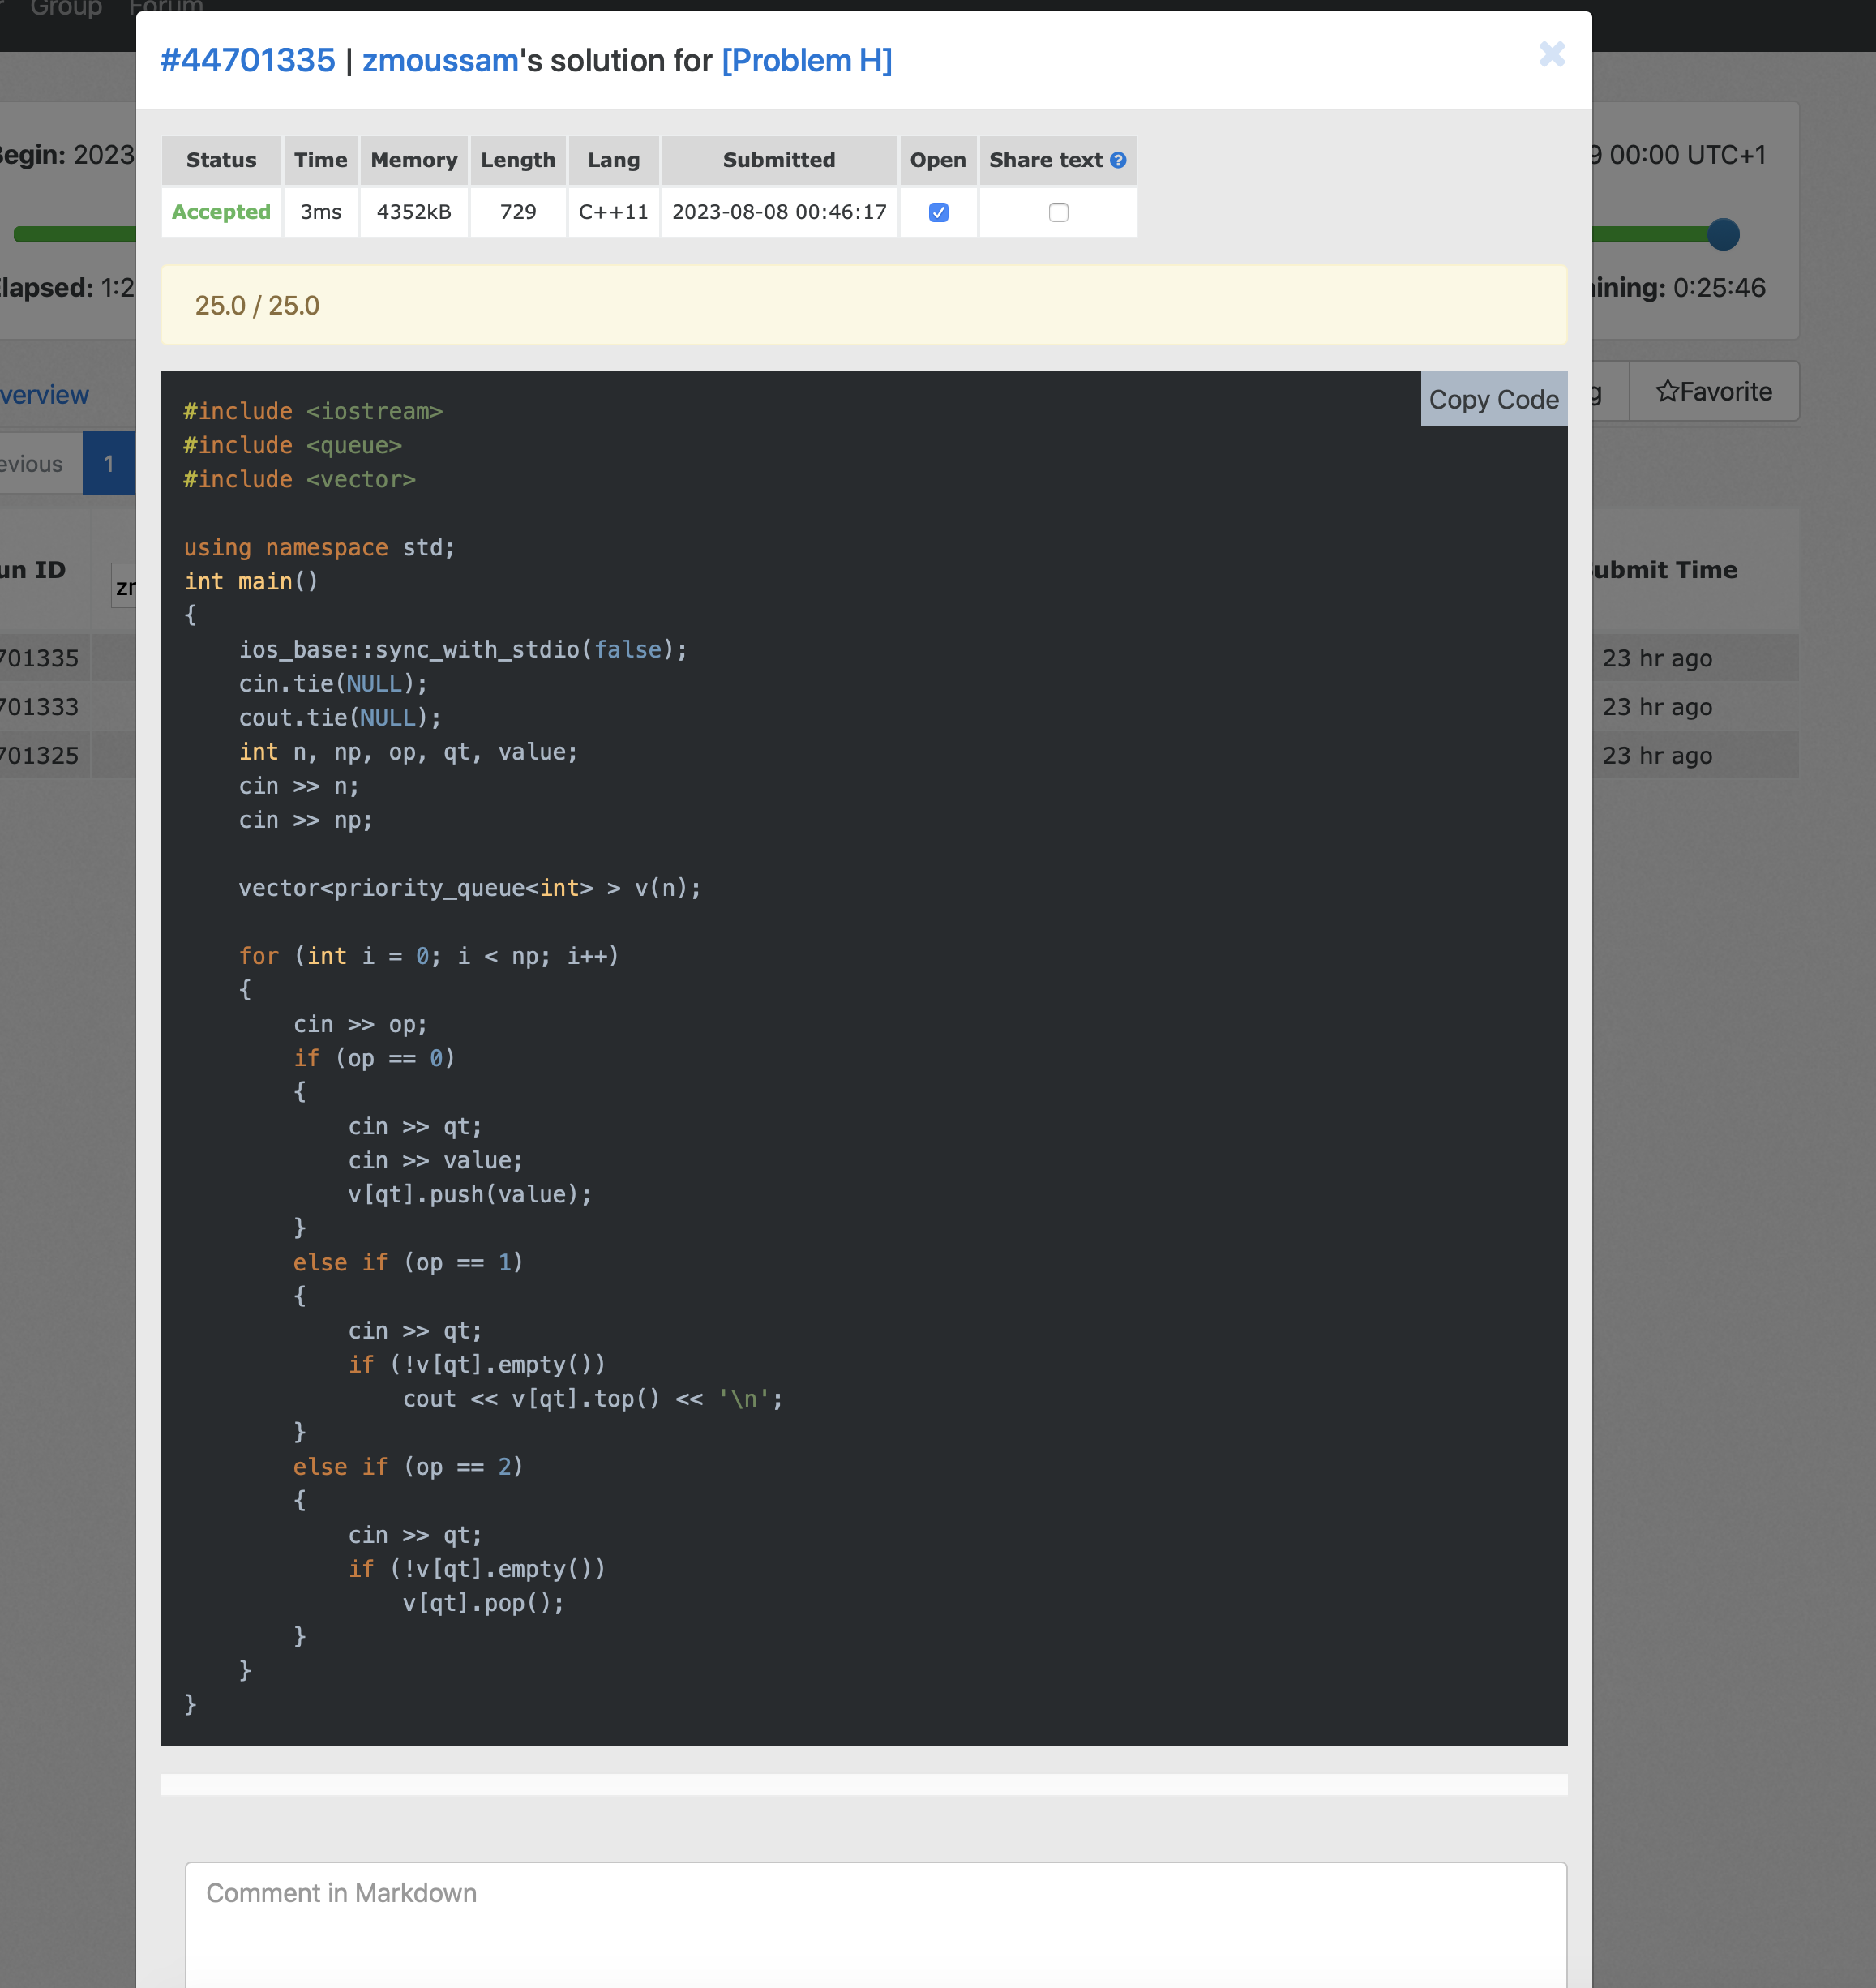 Group Forum
#44701335 | zmoussam's solution for [Problem H]
Begin: 2023
9 00:00 UTC+1
Status Time Memory Length Lang Submitted Open Share text ?
Accepted 3ms 4352kB 729 C++11 2023-08-08 00:46:17
Elapsed: 1:2
ining: 0:25:46
25.0 / 25.0
verview
g ☆Favorite
evious 1
Copy Code
#include <iostream>
#include <queue>
#include <vector>
using namespace std;
int main()
{
    ios_base::sync_with_stdio(false);
    cin.tie(NULL);
    cout.tie(NULL);
    int n, np, op, qt, value;
    cin >> n;
    cin >> np;
    vector<priority_queue<int> > v(n);
    for (int i = 0; i < np; i++)
    {
        cin >> op;
        if (op == 0)
        {
            cin >> qt;
            cin >> value;
            v[qt].push(value);
        }
        else if (op == 1)
        {
            cin >> qt;
            if (!v[qt].empty())
                cout << v[qt].top() << '\n';
        }
        else if (op == 2)
        {
            cin >> qt;
            if (!v[qt].empty())
                v[qt].pop();
        }
    }
}
un ID
zr
ubmit Time
701335
23 hr ago
701333
23 hr ago
701325
23 hr ago
Comment in Markdown